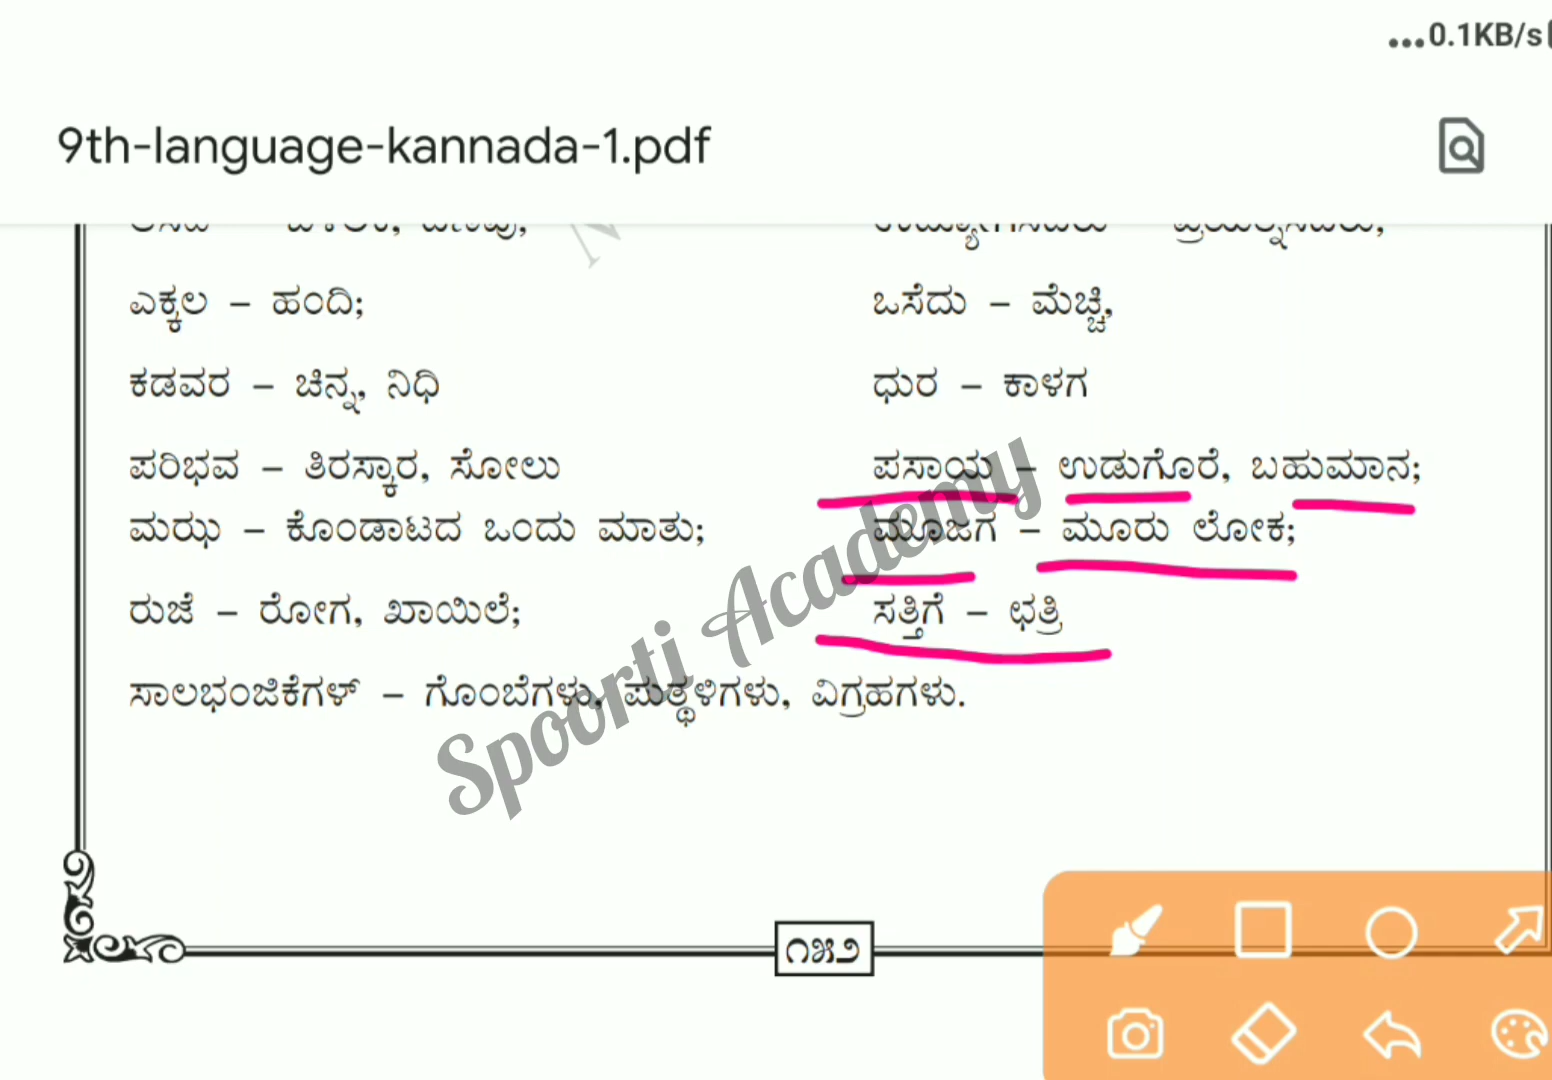 ...0.1KB/s
9th-language-kannada-1.pdf
ಎಕ್ಕಲ – ಹಂದಿ; ಒಸೆದು – ಮೆಚ್ಚಿ,
ಕಡವರ – ಚಿನ್ನ, ನಿಧಿ ಧುರ – ಕಾಳಗ
ಪರಿಭವ – ತಿರಸ್ಕಾರ, ಸೋಲು ಪಸಾಯ – ಉಡುಗೊರೆ, ಬಹುಮಾನ;
ಮಝ – ಕೊಂಡಾಟದ ಒಂದು ಮಾತು; ಮೂಜಗ – ಮೂರು ಲೋಕ;
ರುಜೆ – ರೋಗ, ಖಾಯಿಲೆ; ಸತ್ತಿಗೆ – ಛತ್ರಿ
ಸಾಲಭಂಜಿಕೆಗಳ್ – ಗೊಂಬೆಗಳು, ಪುತ್ಥಳಿಗಳು, ವಿಗ್ರಹಗಳು.
Spoorti Academy
೧೫೨